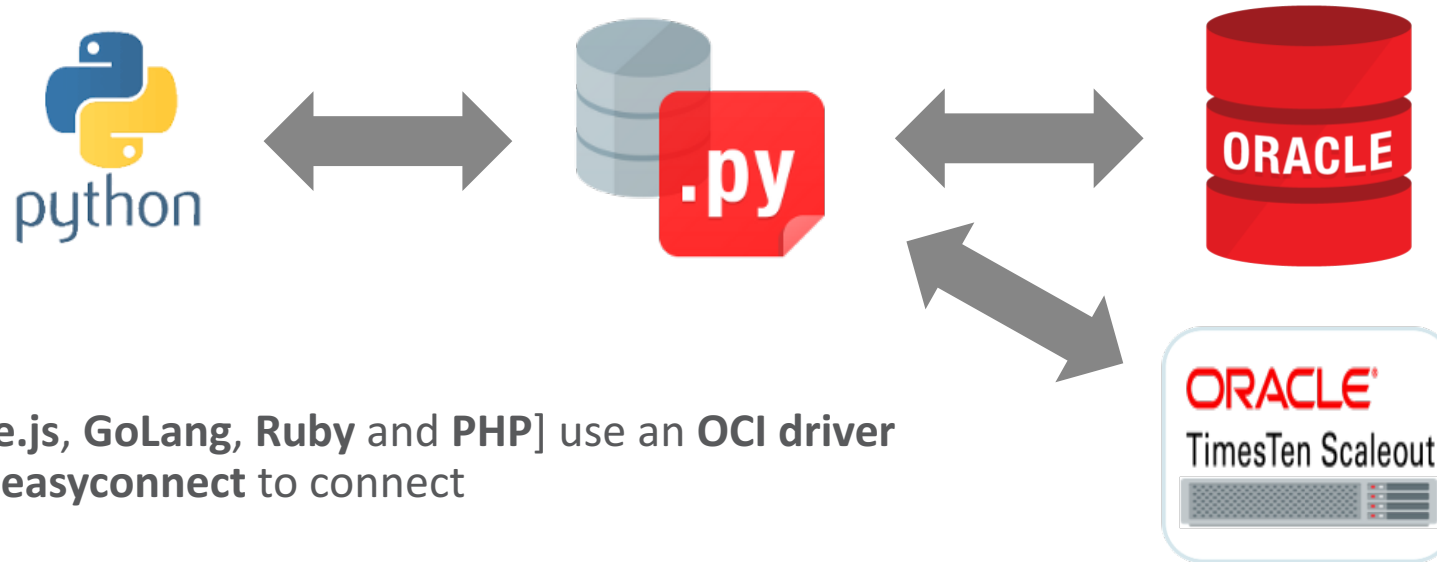 python
.py
ORACLE
ORACLE®
TimesTen Scaleout
e.js, GoLang, Ruby and PHP] use an OCI driver
easyconnect to connect